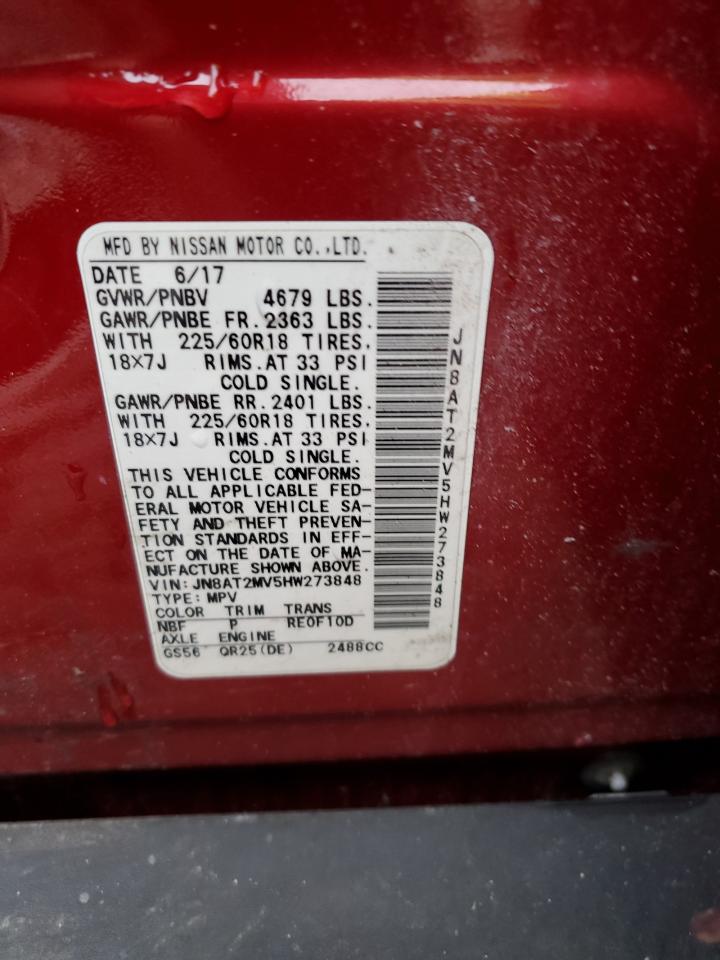 MFD BY NISSAN MOTOR CO.,LTD.
DATE 6/17
GVWR/PNBV 4679 LBS.
GAWR/PNBE FR.2363 LBS.
WITH 225/60R18 TIRES.
18×7J RIMS.AT 33 PSI
COLD SINGLE.
GAWR/PNBE RR.2401 LBS.
WITH 225/60R18 TIRES.
18×7J RIMS.AT 33 PSI
COLD SINGLE.
THIS VEHICLE CONFORMS
TO ALL APPLICABLE FED-
ERAL MOTOR VEHICLE SA-
FETY AND THEFT PREVEN-
TION STANDARDS IN EFF-
ECT ON THE DATE OF MA-
NUFACTURE SHOWN ABOVE.
VIN:JN8AT2MV5HW273848
TYPE:MPV
COLOR TRIM TRANS
NBF P RE0F10D
AXLE ENGINE
GS56 QR25(DE) 2488CC
JN8AT2MV5HW273848